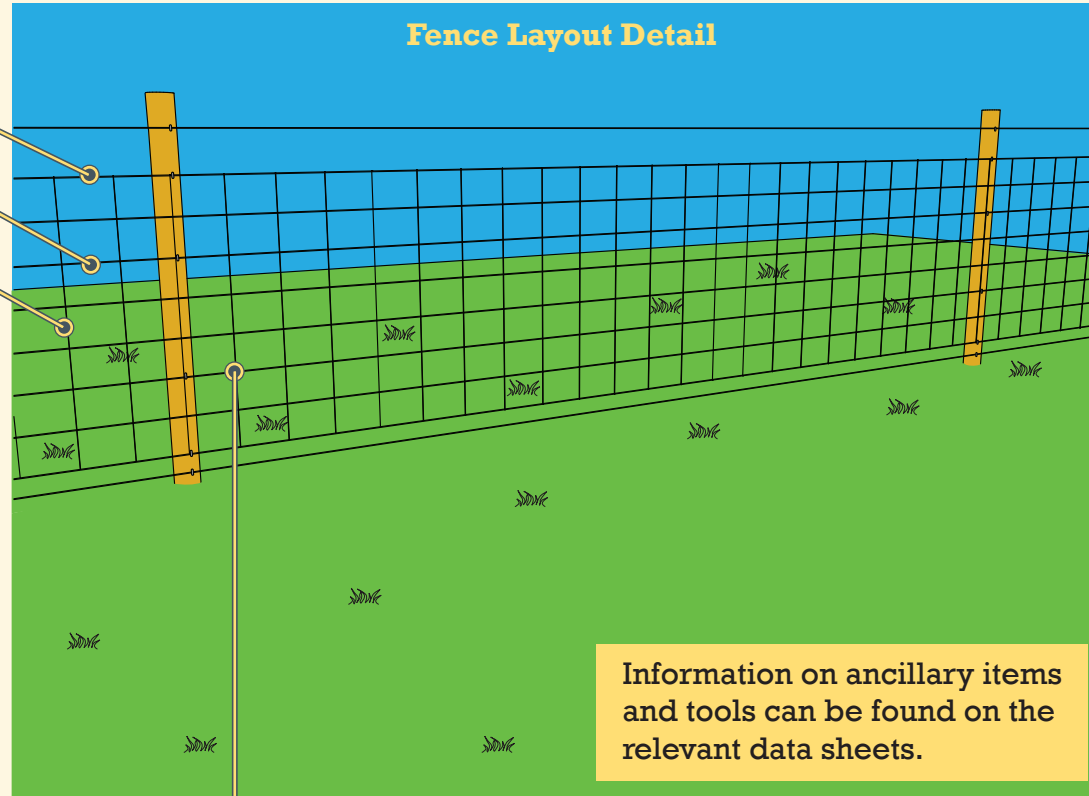 Fence Layout Detail
Information on ancillary items
and tools can be found on the
relevant data sheets.